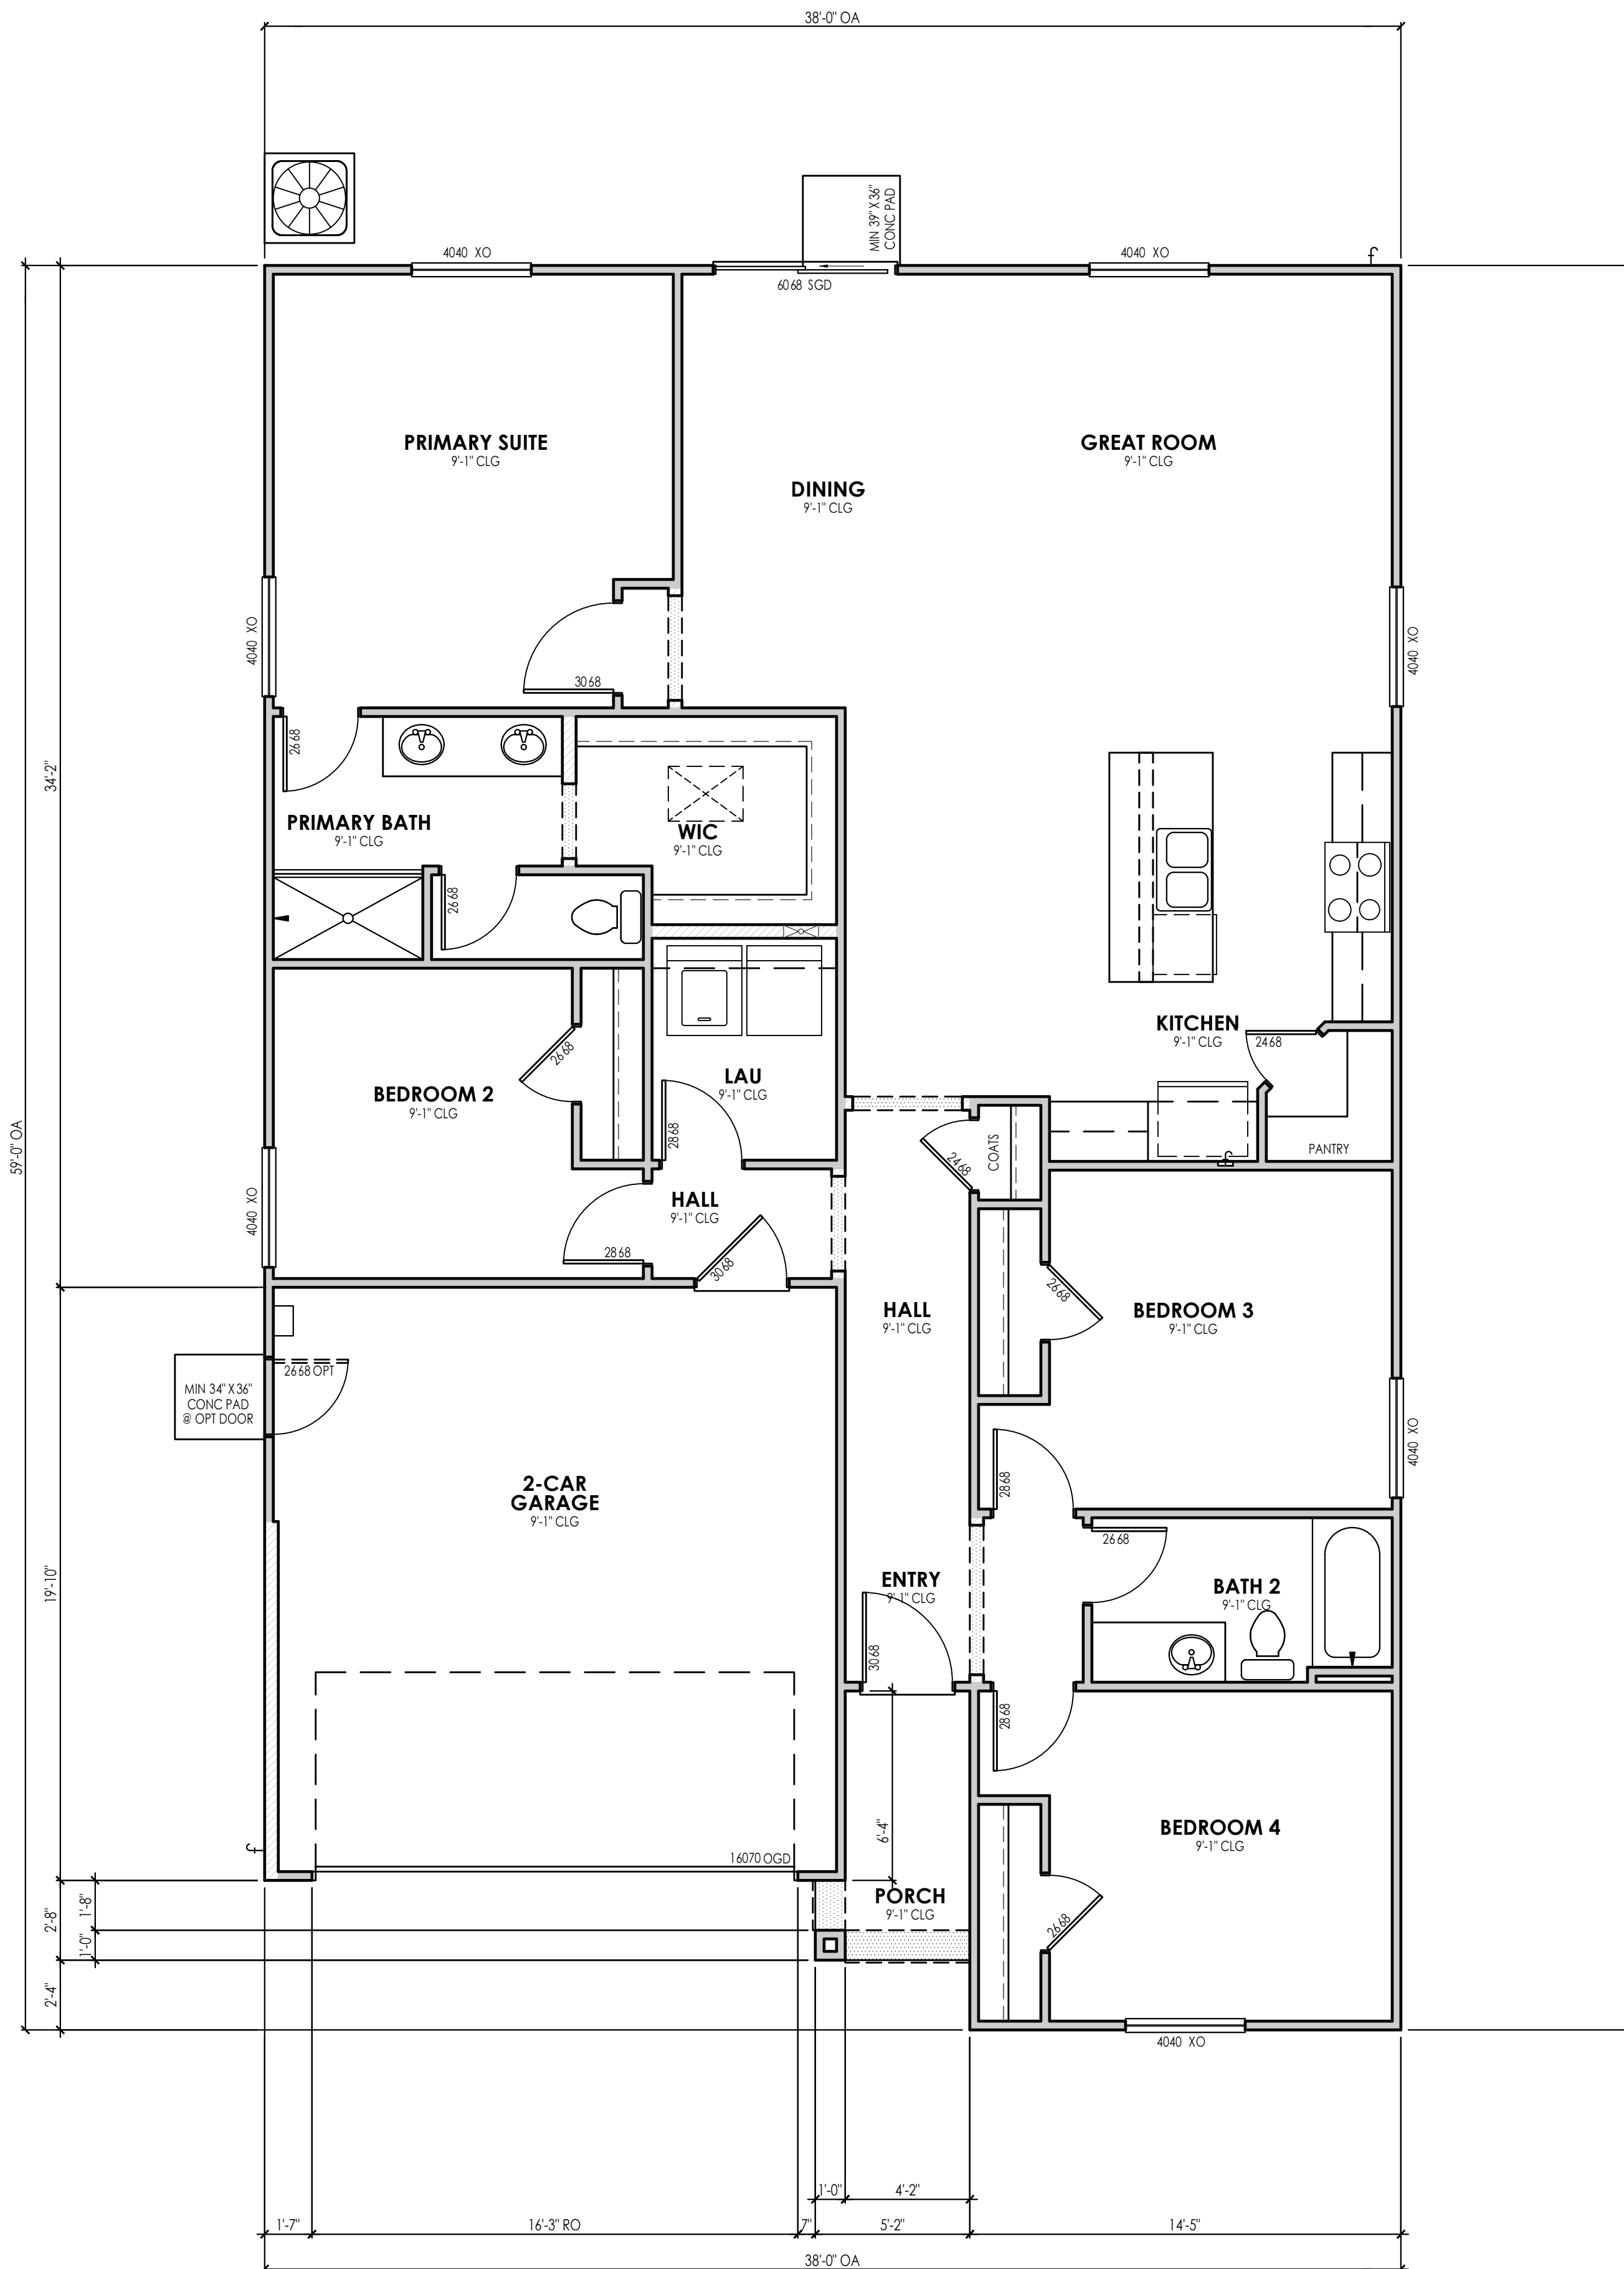 38'-0" OA
MIN 39" X 36"
CONC PAD
4040 XO
4040 XO
6068 SGD
PRIMARY SUITE
9'-1" CLG
GREAT ROOM
9'-1" CLG
DINING
9'-1" CLG
4040 XO
4040 XO
3068
2668
34'-2"
PRIMARY BATH
9'-1" CLG
WIC
9'-1" CLG
2668
KITCHEN
9'-1" CLG
2468
2668
LAU
9'-1" CLG
BEDROOM 2
9'-1" CLG
2868
COATS
2468
PANTRY
59'-0" OA
4040 XO
HALL
9'-1" CLG
2868
3068
2668
HALL
9'-1" CLG
BEDROOM 3
9'-1" CLG
2668 OPT
MIN 34" X 36"
CONC PAD
@ OPT DOOR
4040 XO
2868
2-CAR
GARAGE
9'-1" CLG
2668
19'-10"
ENTRY
9'-1" CLG
BATH 2
9'-1" CLG
3068
2868
6'-4"
BEDROOM 4
9'-1" CLG
16070 OGD
PORCH
9'-1" CLG
2668
1'-8"
2'-8"
1'-0"
2'-4"
4040 XO
1'-0"
4'-2"
1'-7"
16'-3" RO
7"
5'-2"
14'-5"
38'-0" OA